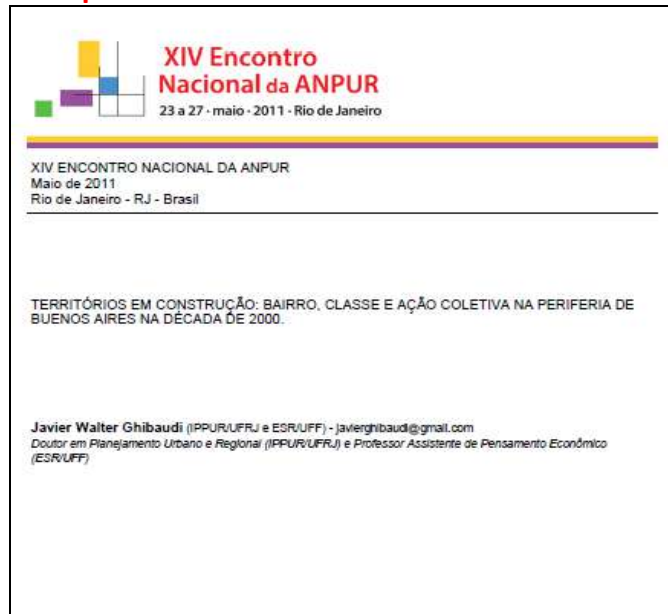 XIV Encontro
Nacional da ANPUR
23 a 27 - maio - 2011 - Rio de Janeiro
XIV ENCONTRO NACIONAL DA ANPUR
Maio de 2011
Rio de Janeiro - RJ - Brasil
TERRITÓRIOS EM CONSTRUÇÃO: BAIRRO, CLASSE E AÇÃO COLETIVA NA PERIFERIA DE
BUENOS AIRES NA DÉCADA DE 2000.
Javier Walter Ghibaudi (IPPUR/UFRJ e ESR/UFF) - javierghibaudi@gmail.com
Doutor em Planejamento Urbano e Regional (IPPUR/UFRJ) e Professor Assistente de Pensamento Econômico
(ESR/UFF)